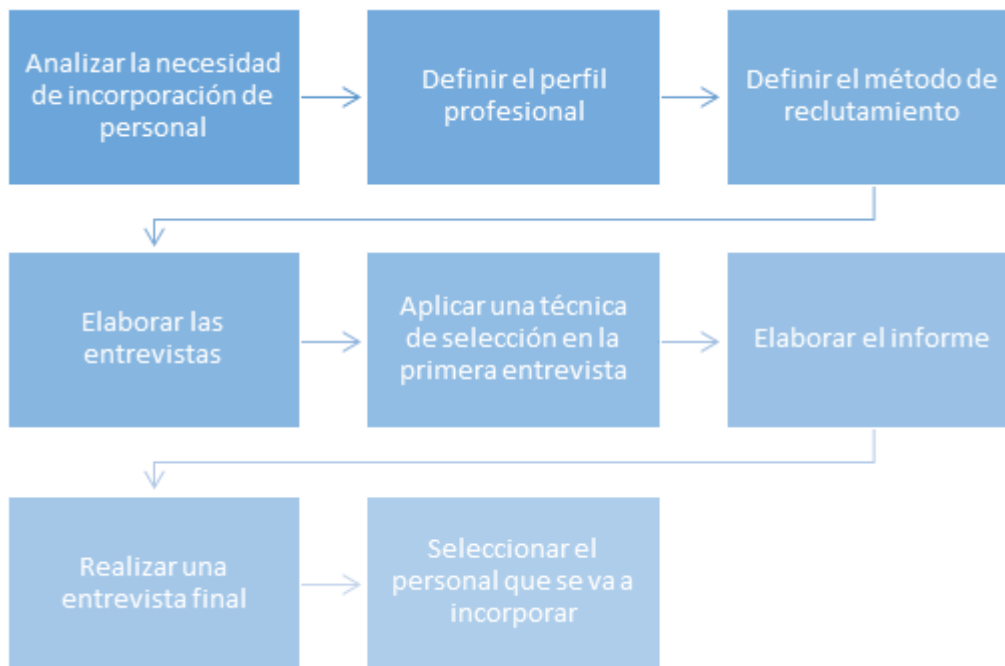 Analizar la necesidad
de incorporación de
personal
Definir el perfil
profesional
Definir el método de
reclutamiento
Elaborar las
entrevistas
Aplicar una técnica
de selección en la
primera entrevista
Elaborar el informe
Realizar una
entrevista final
Seleccionar el
personal que se va a
incorporar